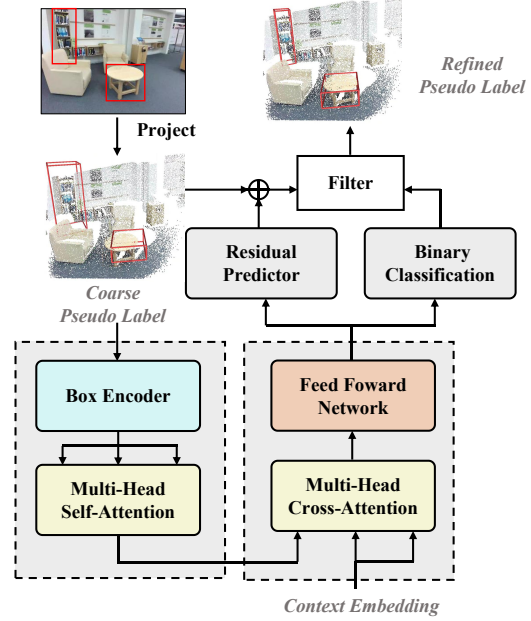 Refined
Pseudo Label
Project
Filter
Residual
Predictor
Binary
Classification
Coarse
Pseudo Label
Box Encoder
Feed Foward
Network
Multi-Head
Self-Attention
Multi-Head
Cross-Attention
Context Embedding